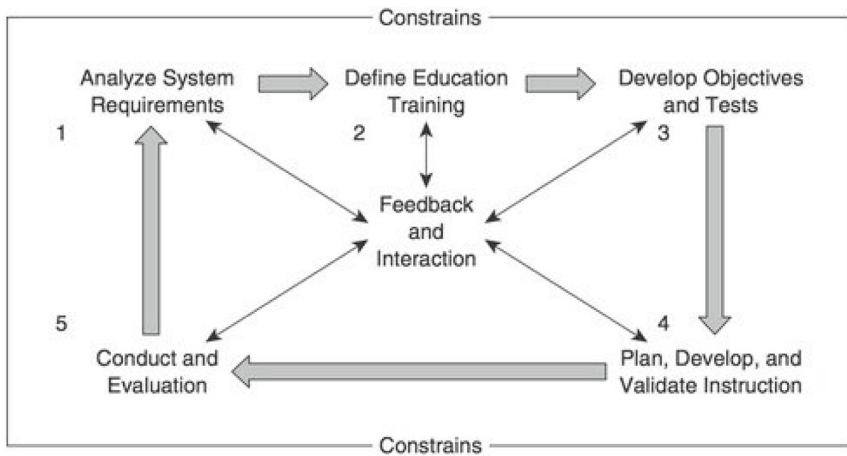 Constrains
Analyze System
Requirements
Define Education
Training
Develop Objectives
and Tests
1
2
3
Feedback
and
Interaction
5
4
Conduct and
Evaluation
Plan, Develop, and
Validate Instruction
Constrains